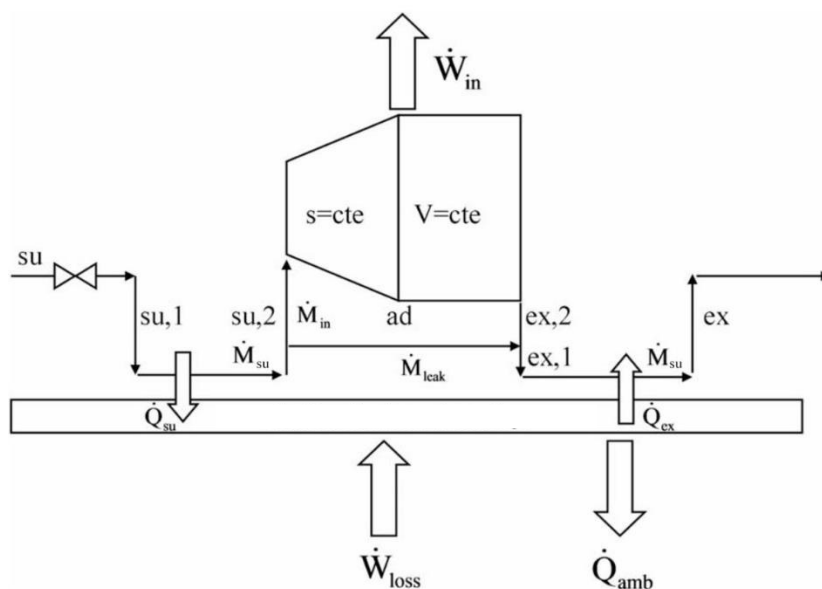 Ẇin
s=cte V=cte
su
su,1 su,2 Ṁin ad ex,2 ex
Ṁsu Ṁleak ex,1 Ṁsu
Q̇su Q̇ex
Ẇloss Q̇amb